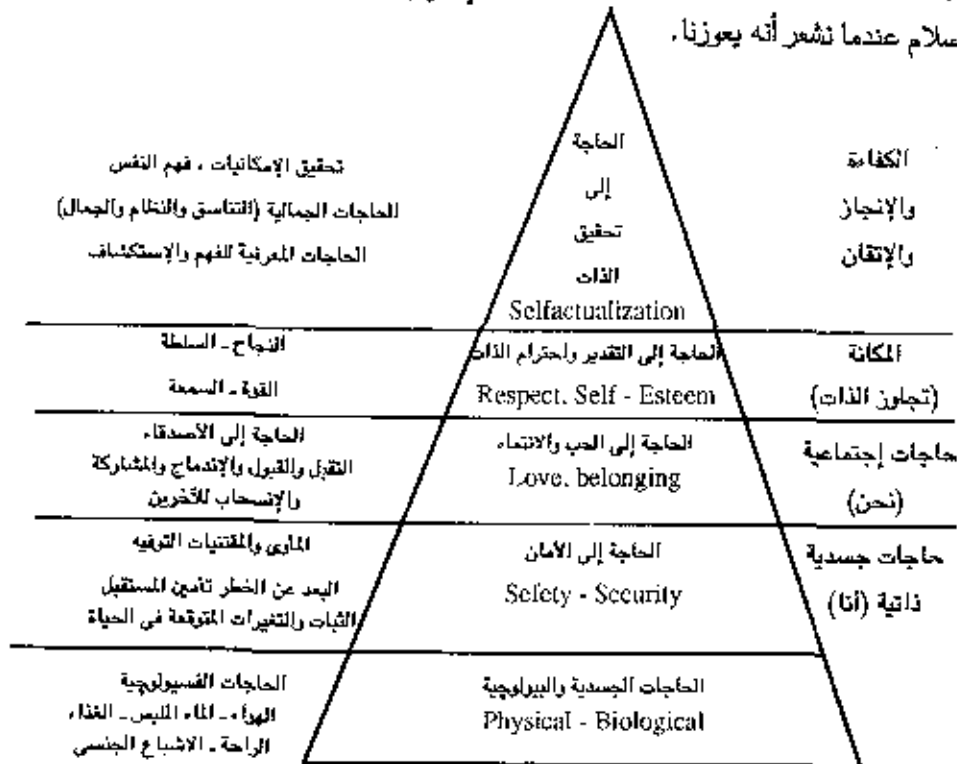 سلام عندما نشعر أنه يعوزنا.
الكفاءة
والإنجاز
والإتقان
الحاجة
إلى
تحقيق
الذات
Selfactualization
تحقيق الإمكانيات ، فهم النفس
الحاجات الجمالية (التناسق والنظام والجمال)
الحاجات المعرفية للفهم والإستكشاف
المكانة
(تجاوز الذات)
الحاجة إلى التقدير وإحترام الذات
Respect. Self - Esteem
النجاح - السلطة
القوة - السمعة
حاجات إجتماعية
(نحن)
الحاجة إلى الحب والانتماء
Love. belonging
الحاجة إلى الأصدقاء
التقبل والقبول والإندماج والمشاركة
والإنسحاب للآخرين
حاجات جسدية
ذاتية (أنا)
الحاجة إلى الأمان
Sefety - Security
المأوى والمقتنيات الترفيه
البعد عن الخطر تأمين المستقبل
الثبات والتغيرات المتوقعة فى الحياة
الحاجات الجسدية والبيولوچية
Physical - Biological
الحاجات الفسيولوچية
الهواء - الماء الملبس - الغذاء
الراحة - الاشباع الجنسي